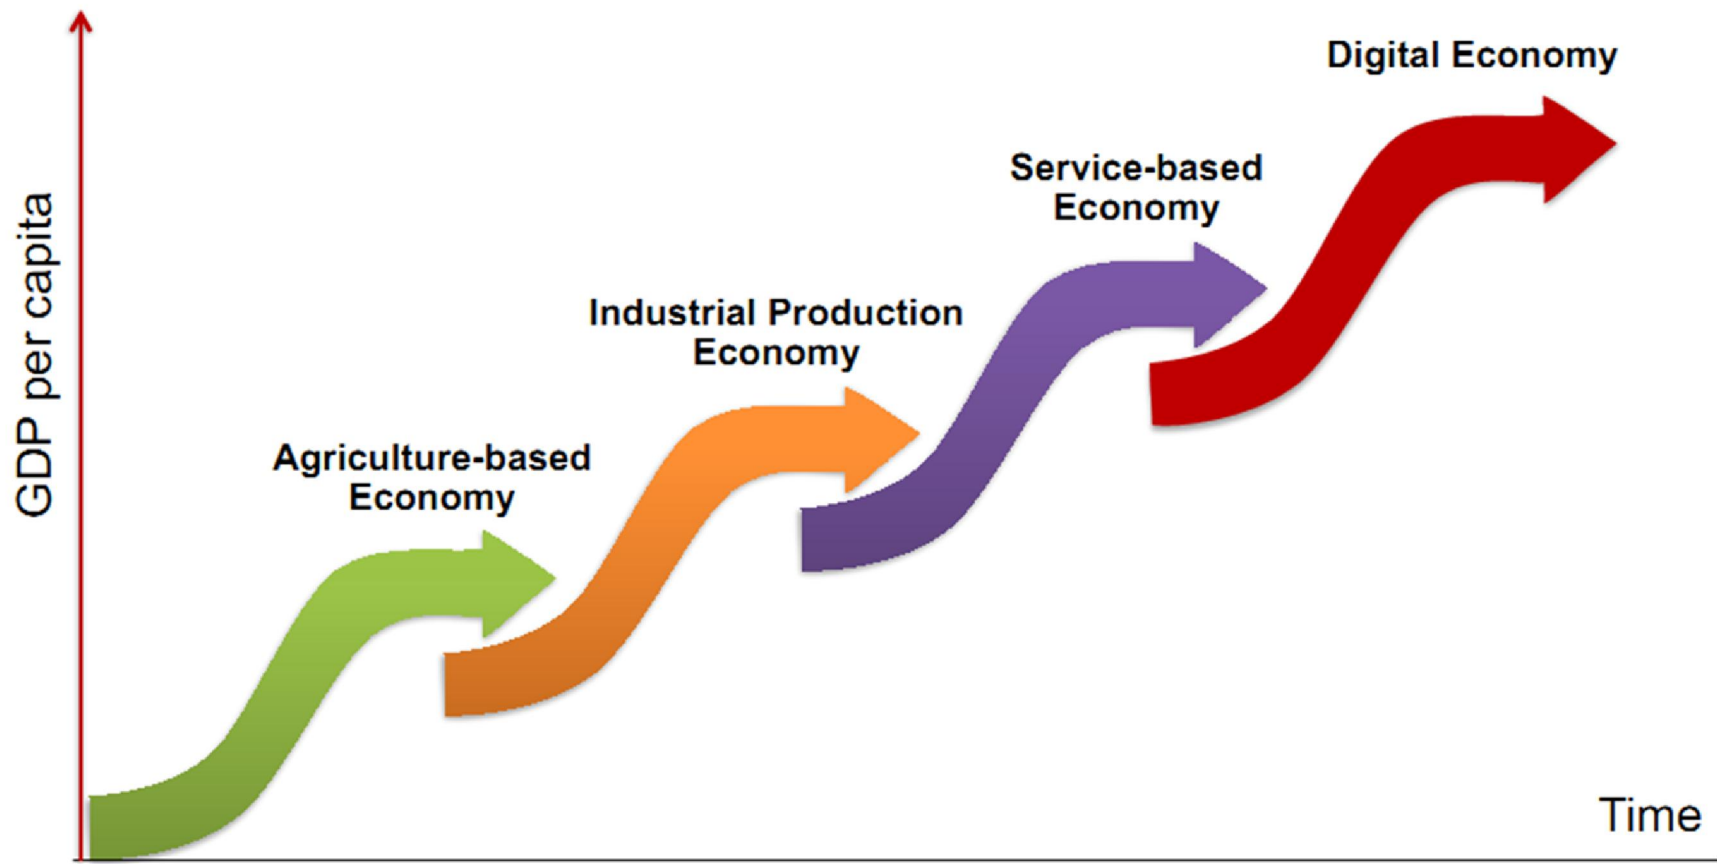 Digital Economy
Service-based
Economy
Industrial Production
Economy
Agriculture-based
Economy
GDP per capita
Time